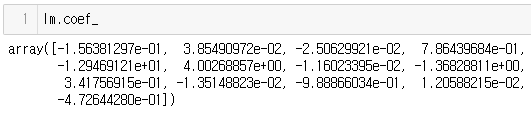 1 lm.coef_
array([-1.56381297e-01, 3.85490972e-02, -2.50629921e-02, 7.86439684e-01,
-1.29469121e+01, 4.00268857e+00, -1.16023395e-02, -1.36828811e+00,
3.41756915e-01, -1.35148823e-02, -9.88866034e-01, 1.20588215e-02,
-4.72644280e-01])